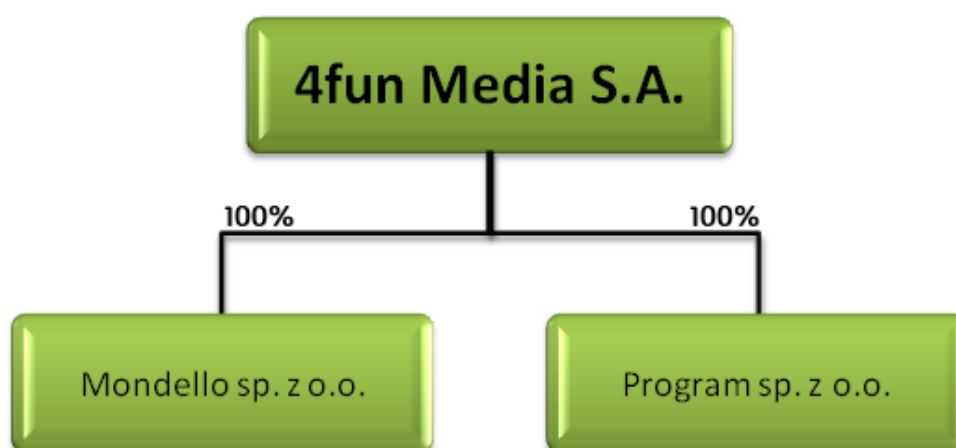 4fun Media S.A.
100%
100%
Mondello sp. z o.o.
Program sp. z o.o.